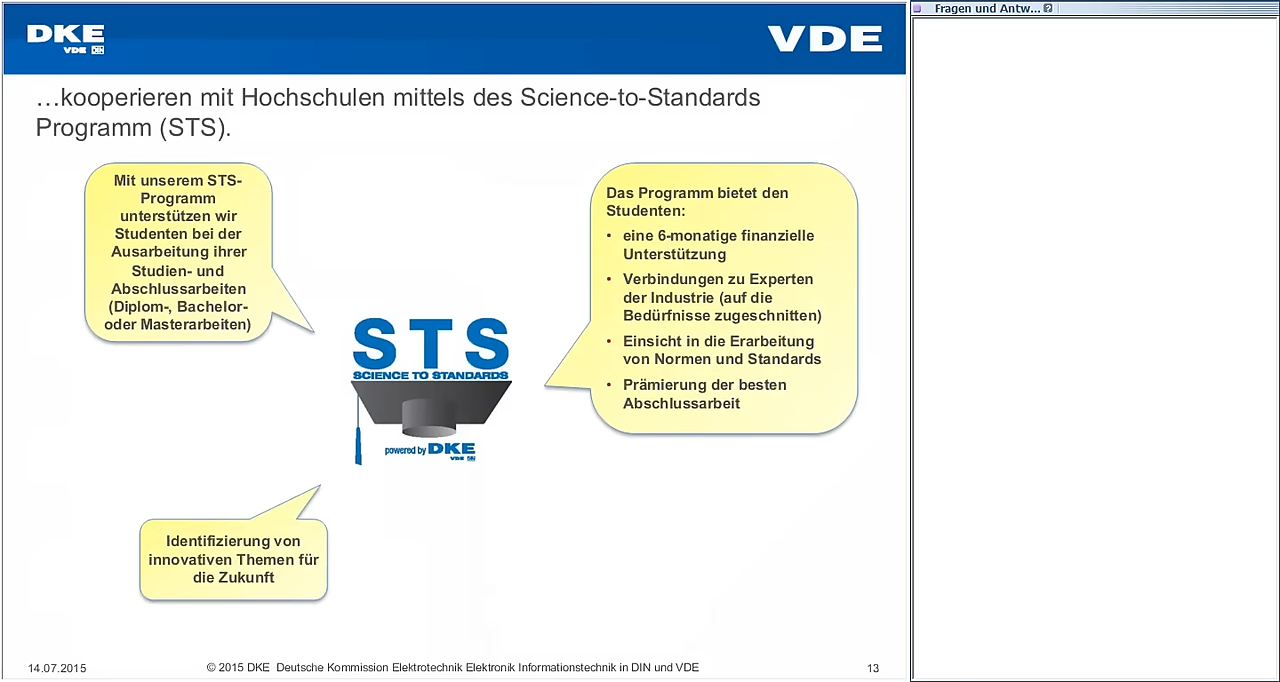 DKE
VDE DIN
VDE
Fragen und Antw...
…kooperieren mit Hochschulen mittels des Science-to-Standards
Programm (STS).
Mit unserem STS-
Programm
unterstützen wir
Studenten bei der
Ausarbeitung ihrer
Studien- und
Abschlussarbeiten
(Diplom-, Bachelor-
oder Masterarbeiten)
Das Programm bietet den
Studenten:
• eine 6-monatige finanzielle
Unterstützung
• Verbindungen zu Experten
der Industrie (auf die
Bedürfnisse zugeschnitten)
• Einsicht in die Erarbeitung
von Normen und Standards
• Prämierung der besten
Abschlussarbeit
STS
SCIENCE TO STANDARDS
powered by DKE
VDE DIN
Identifizierung von
innovativen Themen für
die Zukunft
14.07.2015
© 2015 DKE Deutsche Kommission Elektrotechnik Elektronik Informationstechnik in DIN und VDE
13